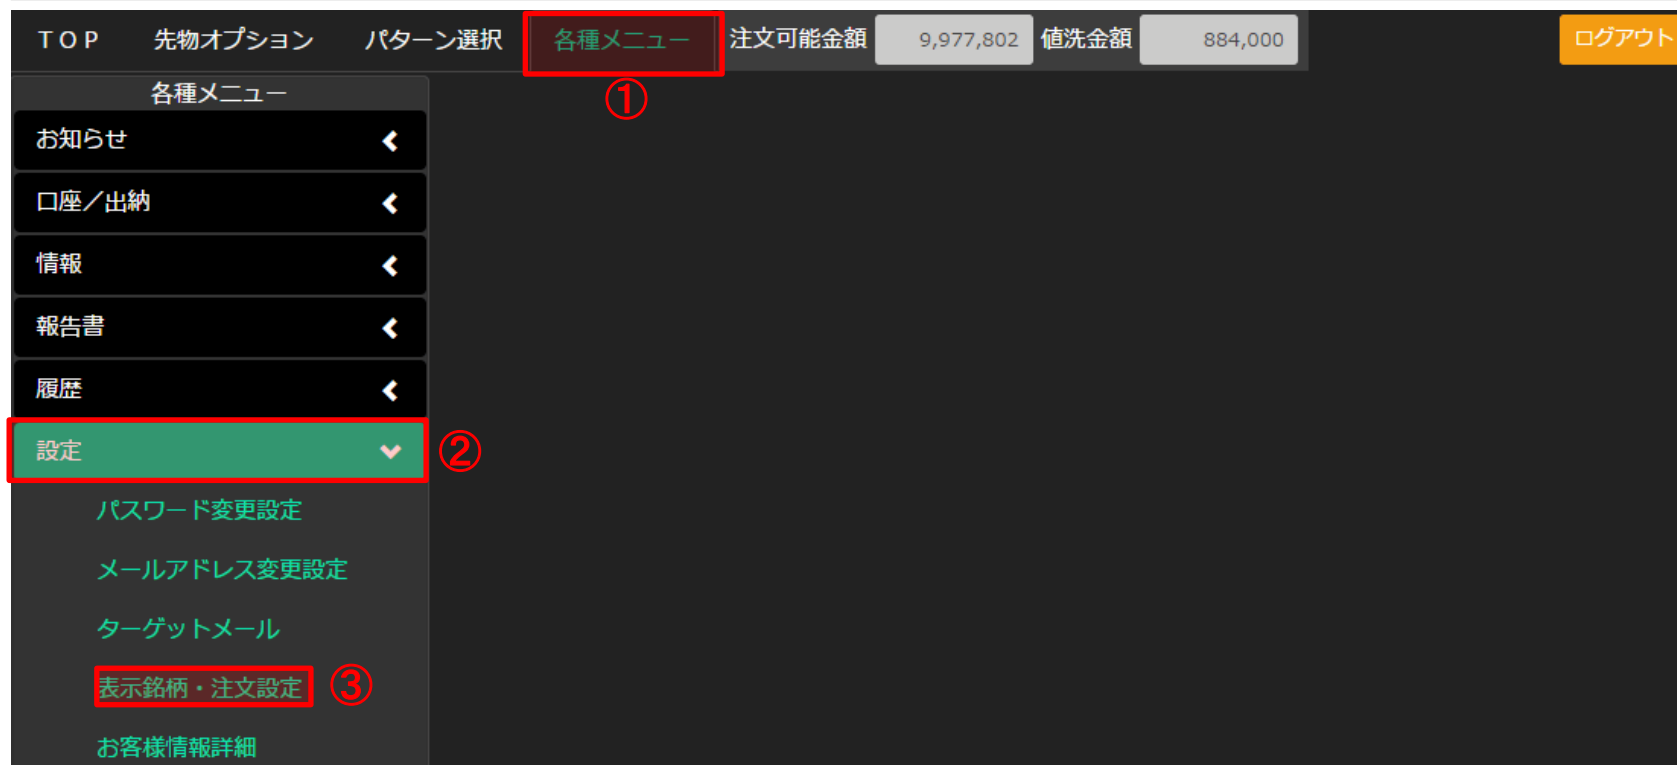 TOP 先物オプション パターン選択 各種メニュー 注文可能金額 9,977,802 値洗金額 884,000 ログアウト
①
各種メニュー
お知らせ
口座／出納
情報
報告書
履歴
設定 ②
パスワード変更設定
メールアドレス変更設定
ターゲットメール
表示銘柄・注文設定 ③
お客様情報詳細